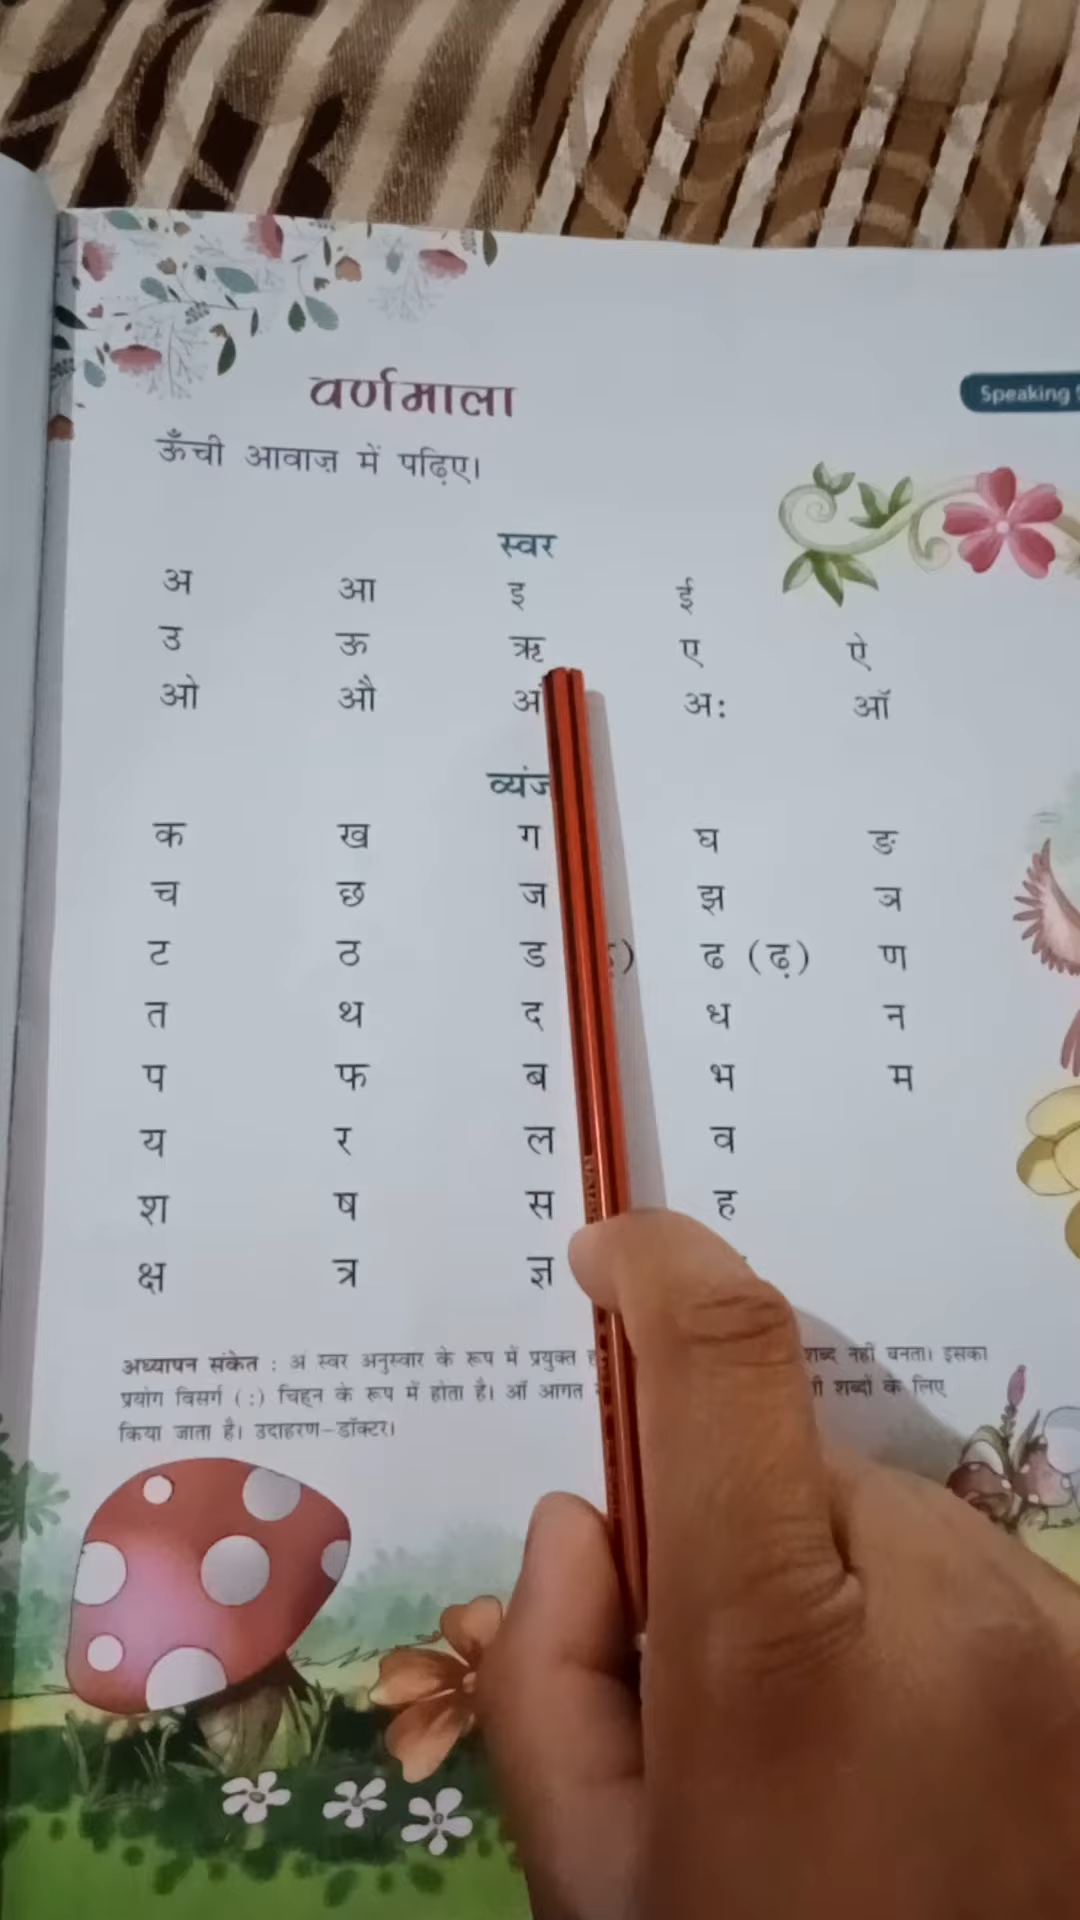 वर्णमाला
Speaking
ऊँची आवाज़ में पढ़िए।
स्वर
अ आ इ ई
उ ऊ ऋ ए ऐ
ओ औ अं अः ऑ
क ख ग घ ङ
च छ ज झ ञ
ट ठ ड ढ (ढ़) ण
त थ द ध न
प फ ब भ म
य र ल व
श ष स ह
क्ष त्र ज्ञ
अध्यापन संकेत : अं स्वर अनुस्वार के रूप में प्रयुक्त शब्द नहीं बनता। इसका
प्रयोग विसर्ग (:) चिह्न के रूप में होता है। ऑ आगत शब्दों के लिए
किया जाता है। उदाहरण–डॉक्टर।